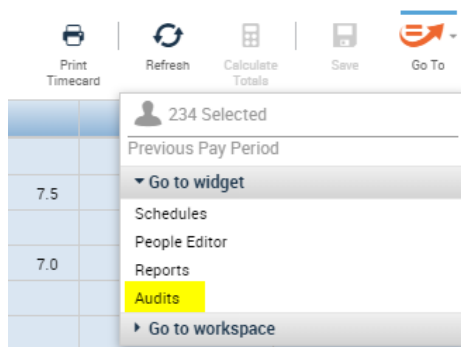 Print Timecard
Refresh
Calculate Totals
Save
Go To
234 Selected
Previous Pay Period
Go to widget
7.5
Schedules
People Editor
7.0
Reports
Audits
Go to workspace